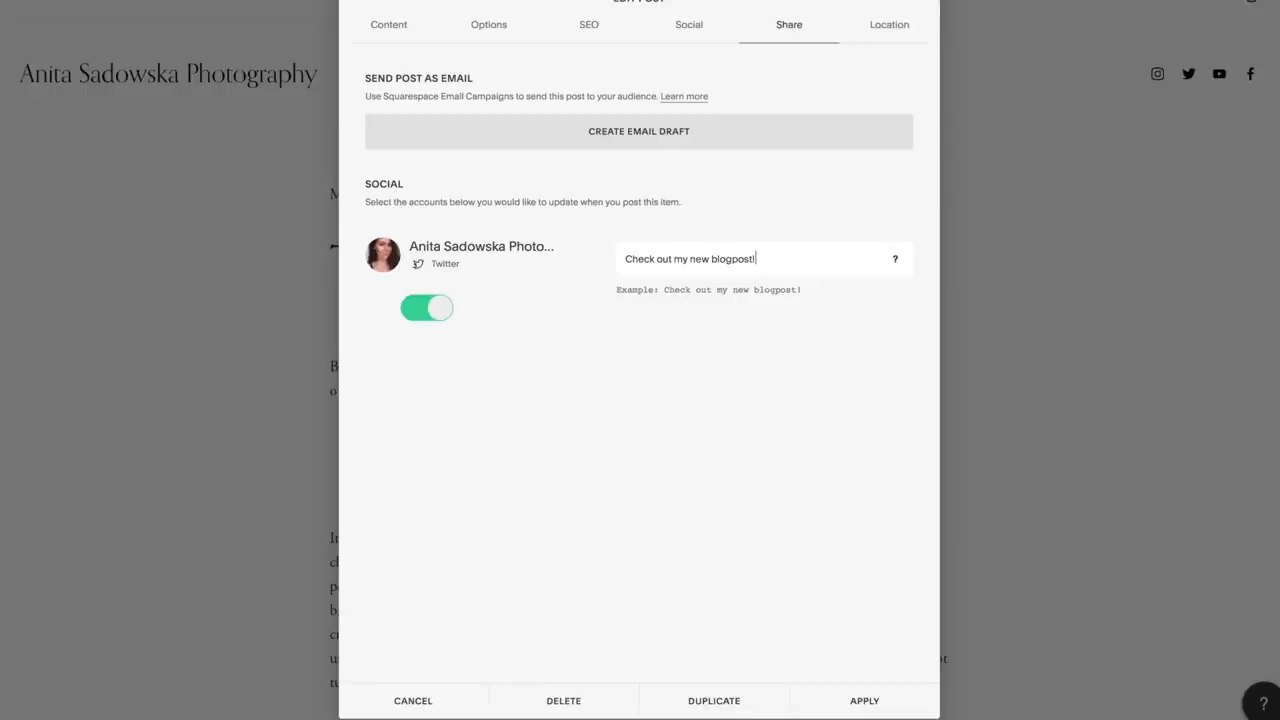 Content Options SEO Social Share Location
Anita Sadowska Photography
SEND POST AS EMAIL
Use Squarespace Email Campaigns to send this post to your audience. Learn more
CREATE EMAIL DRAFT
SOCIAL
Select the accounts below you would like to update when you post this item.
Anita Sadowska Photo...
Twitter
Check out my new blogpost!
?
Example: Check out my new blogpost!
CANCEL DELETE DUPLICATE APPLY
?